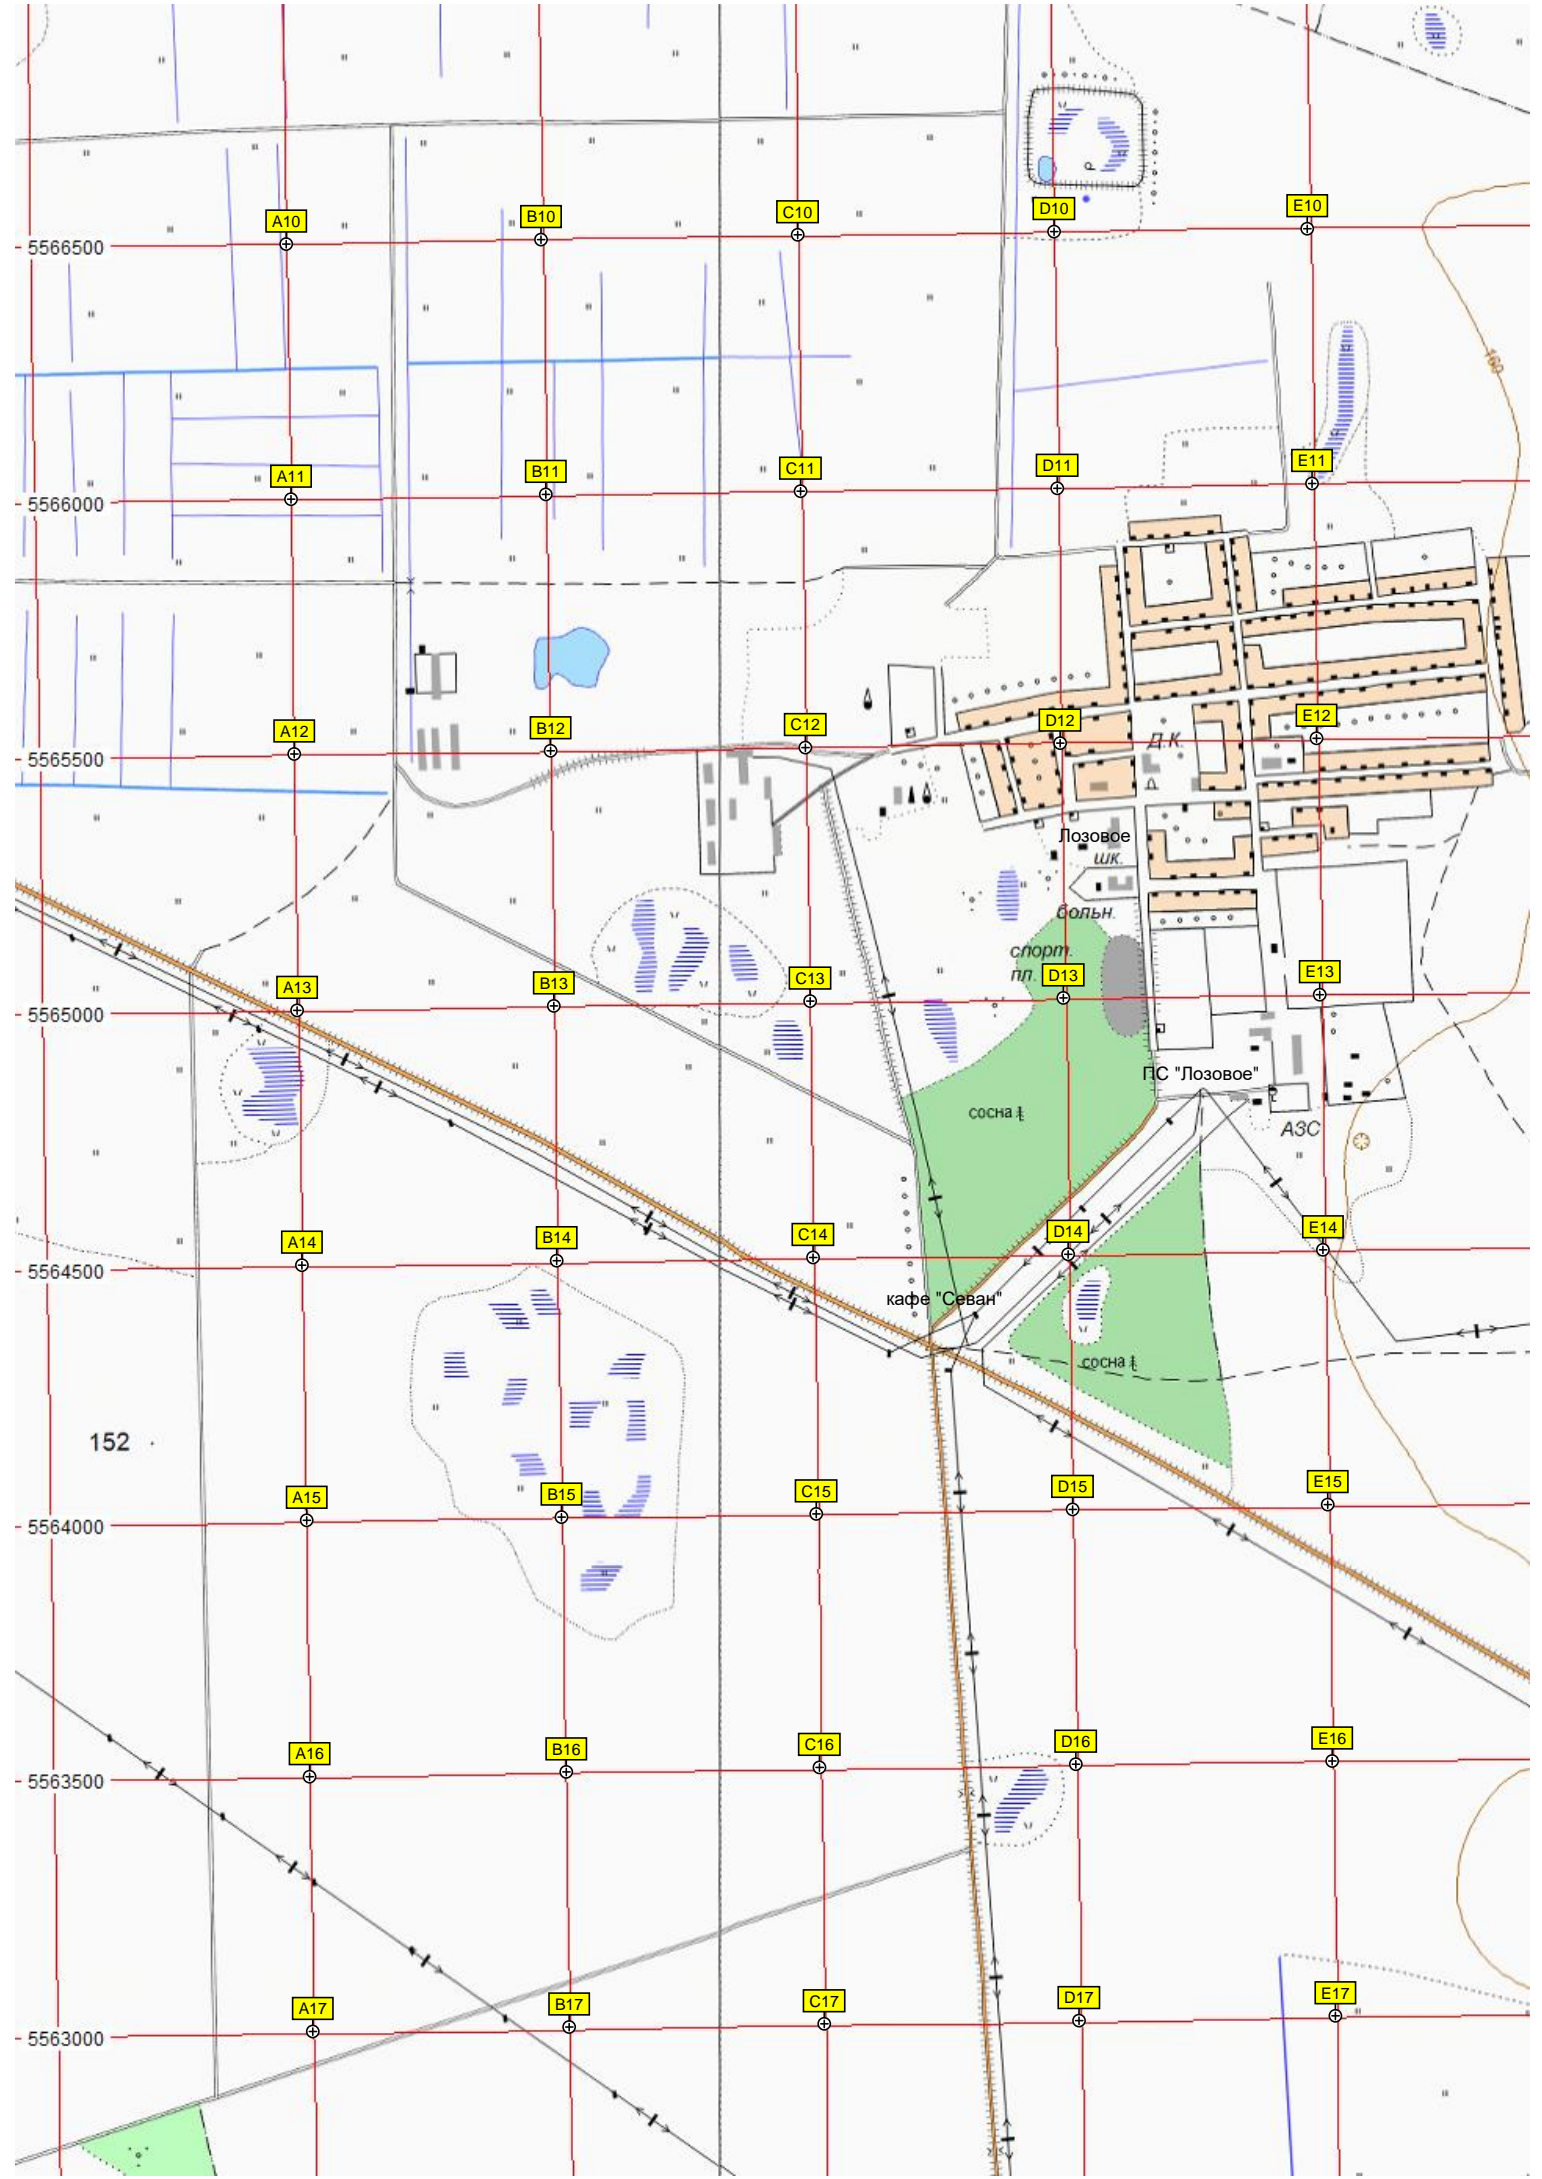 A10
B10
C10
D10
E10
5566500
160
A11
B11
C11
D11
E11
5566000
A12
B12
C12
D12
E12
Д.К.
5565500
Лозовое
шк.
больн.
спорт.
пл.
A13
B13
C13
D13
E13
5565000
ПС "Лозовое"
сосна
АЗС
A14
B14
C14
D14
E14
5564500
кафе "Севан"
сосна
152
A15
B15
C15
D15
E15
5564000
A16
B16
C16
D16
E16
5563500
A17
B17
C17
D17
E17
5563000